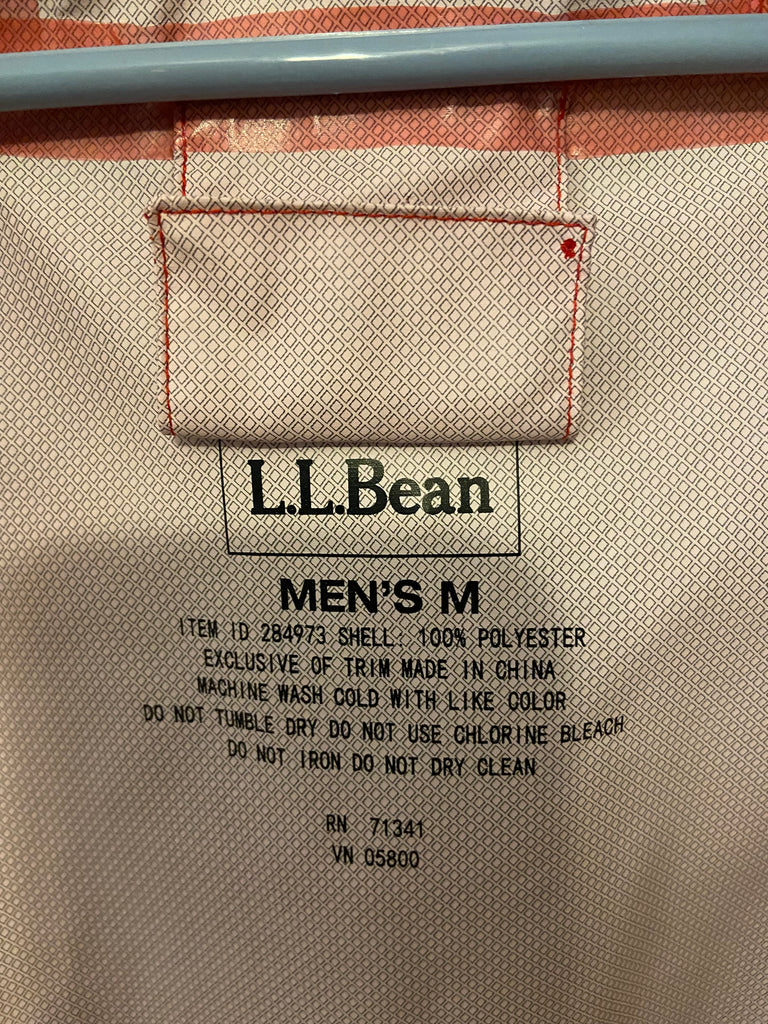 L.L.Bean
MEN'S M
ITEM ID 284973 SHELL: 100% POLYESTER
EXCLUSIVE OF TRIM MADE IN CHINA
MACHINE WASH COLD WITH LIKE COLOR
DO NOT TUMBLE DRY DO NOT USE CHLORINE BLEACH
DO NOT IRON DO NOT DRY CLEAN
RN 71341
VN 05800